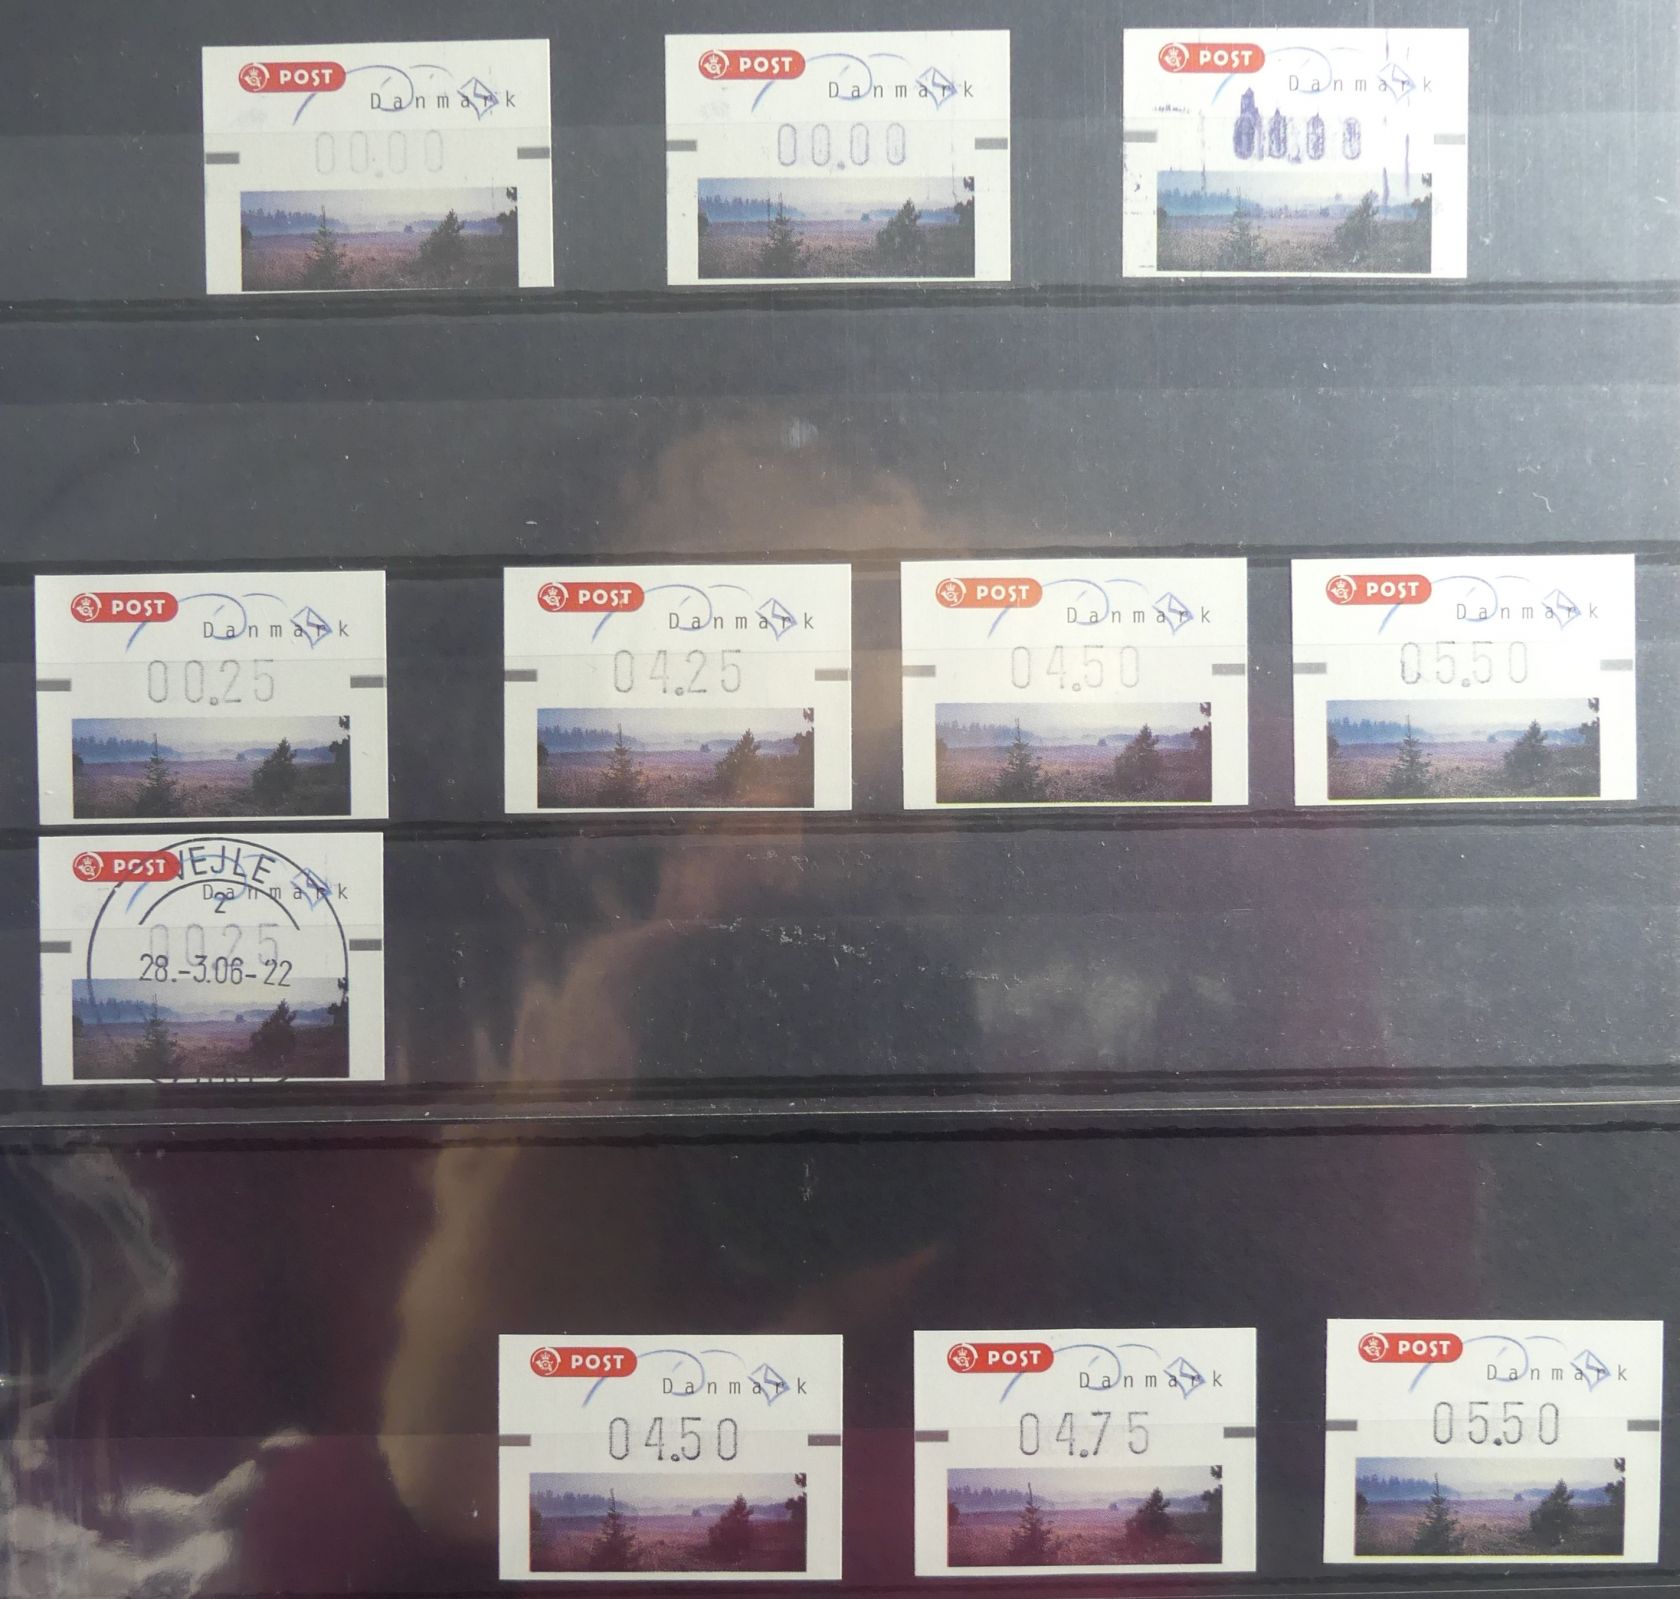 POST
Danmark
00.00
POST
Danmark
00.00
POST
Danmark
POST
Danmark
00.25
POST
Danmark
04.25
POST
Danmark
04.50
POST
Danmark
05.50
POST
VEJLE
Danmark
2
00.25
28.-3.06-22
POST
Danmark
04.50
POST
Danmark
04.75
POST
Danmark
05.50